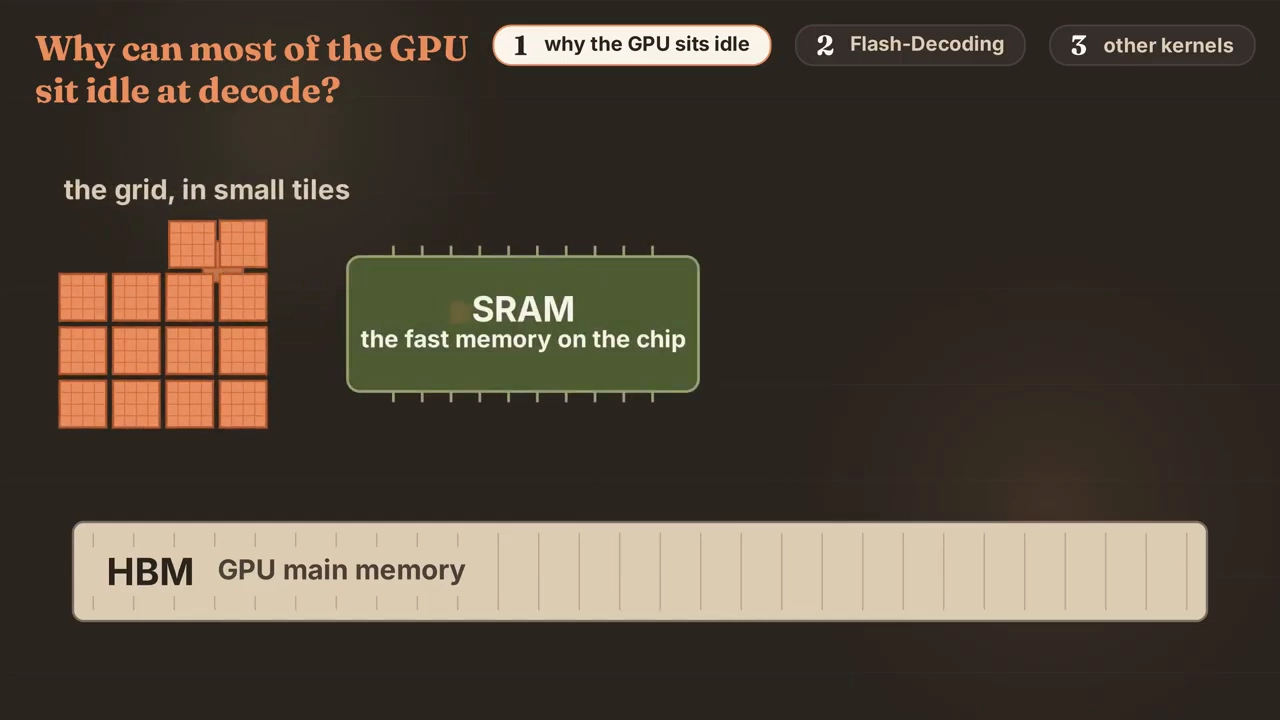 Why can most of the GPU
sit idle at decode?
1 why the GPU sits idle
2 Flash-Decoding
3 other kernels
the grid, in small tiles
SRAM
the fast memory on the chip
HBM GPU main memory